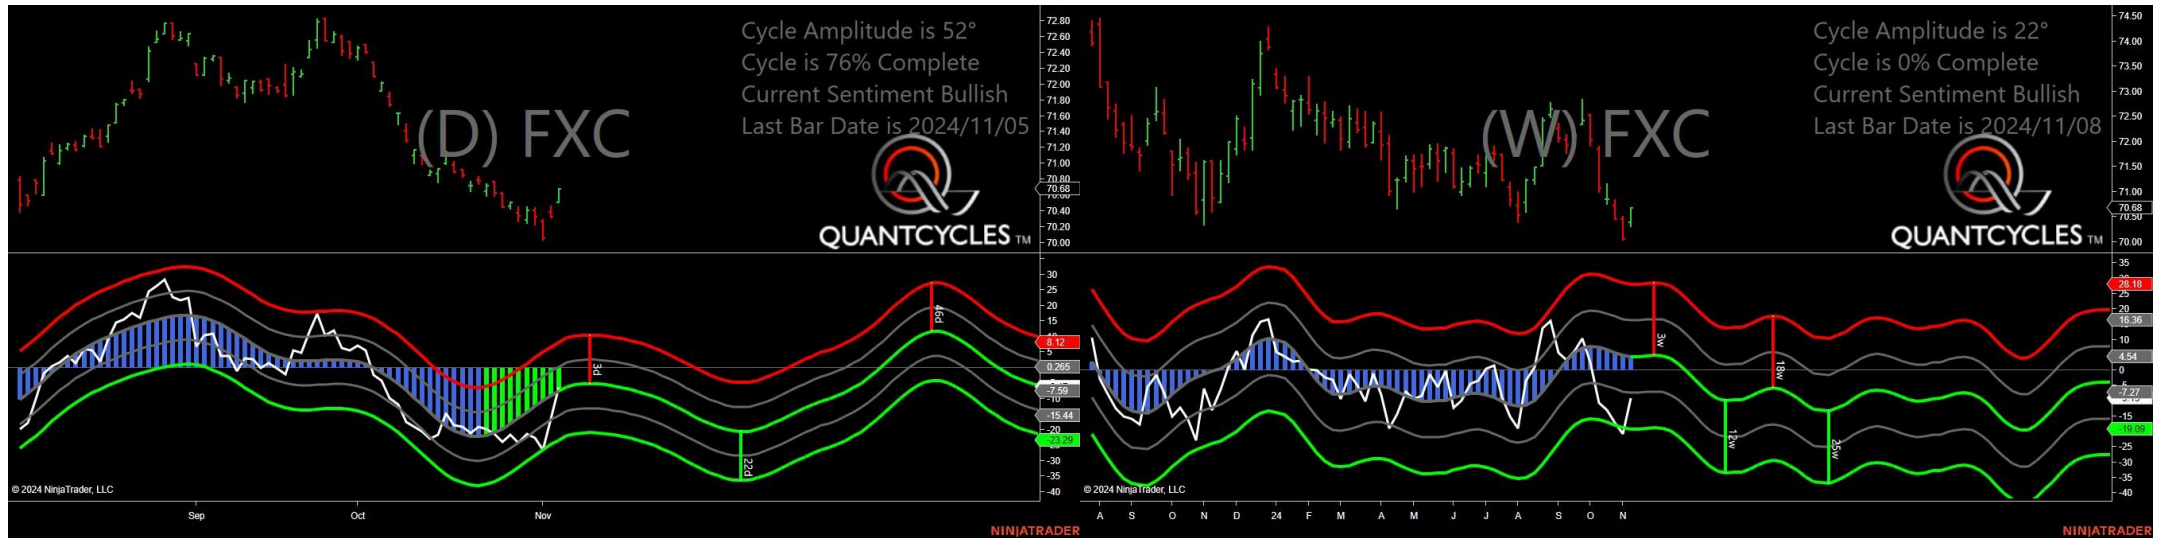 Cycle Amplitude is 52°
Cycle is 76% Complete
Current Sentiment Bullish
Last Bar Date is 2024/11/05
(D) FXC
QUANTCYCLES TM
72.80
72.60
72.40
72.20
72.00
71.80
71.60
71.40
71.20
71.00
70.80
70.68
70.40
70.20
70.00
46d
3d
22d
30
25
20
15
8.12
5
0.265
-7.59
-10
-15.44
-20
-23.29
-30
-35
-40
© 2024 NinjaTrader, LLC
Sep Oct Nov
NINJATRADER
Cycle Amplitude is 22°
Cycle is 0% Complete
Current Sentiment Bullish
Last Bar Date is 2024/11/08
(W) FXC
QUANTCYCLES TM
74.50
74.00
73.50
73.00
72.50
72.00
71.50
71.00
70.68
70.50
70.00
3w
18w
12w
25w
35
28.18
25
16.36
10
4.54
0
-7.27
-15
-19.09
-25
-30
-35
-40
© 2024 NinjaTrader, LLC
A S O N D 24 F M A M J J A S O N
NINJATRADER